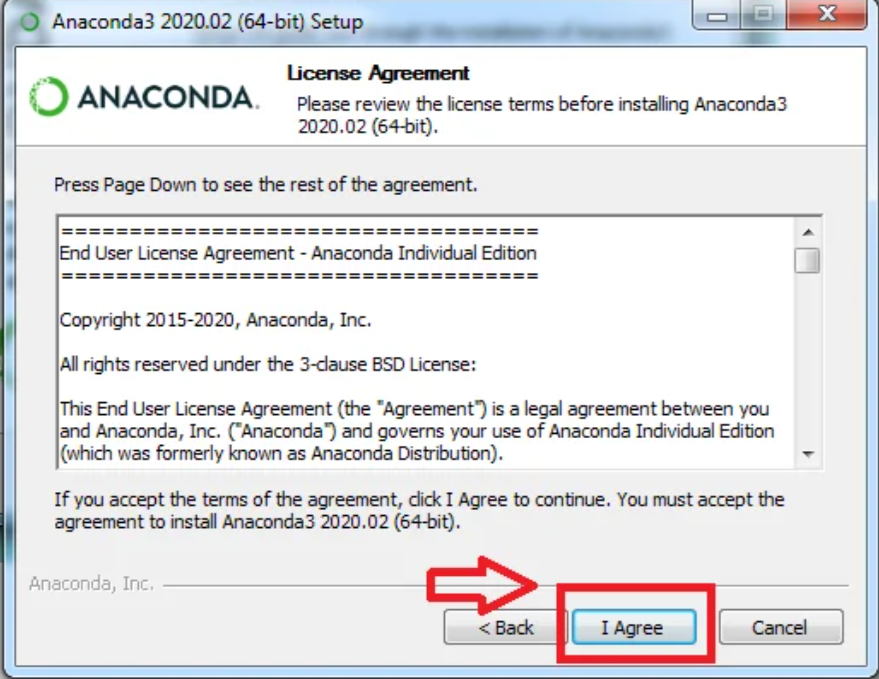 Anaconda3 2020.02 (64-bit) Setup
ANACONDA.
License Agreement
Please review the license terms before installing Anaconda3
2020.02 (64-bit).
Press Page Down to see the rest of the agreement.
===================================
End User License Agreement - Anaconda Individual Edition
===================================
Copyright 2015-2020, Anaconda, Inc.
All rights reserved under the 3-clause BSD License:
This End User License Agreement (the "Agreement") is a legal agreement between you
and Anaconda, Inc. ("Anaconda") and governs your use of Anaconda Individual Edition
(which was formerly known as Anaconda Distribution).
If you accept the terms of the agreement, click I Agree to continue. You must accept the
agreement to install Anaconda3 2020.02 (64-bit).
Anaconda, Inc.
< Back
I Agree
Cancel